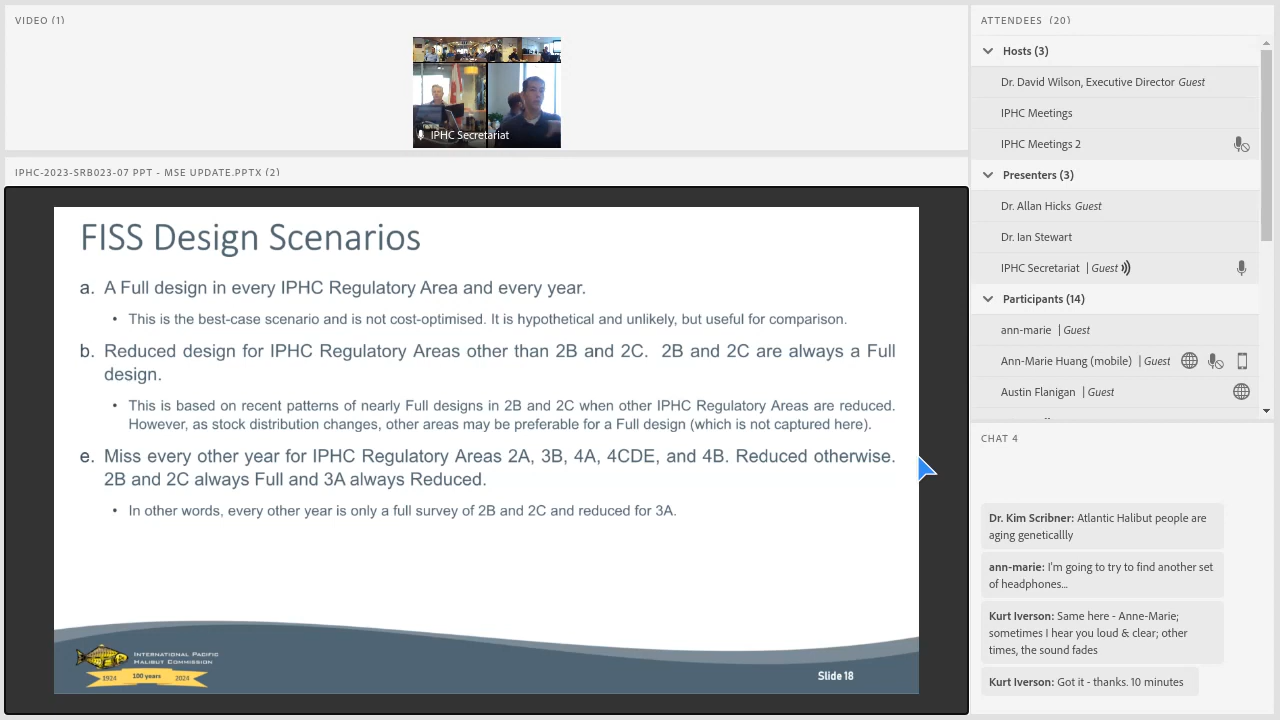 VIDEO (1)
IPHC Secretariat
IPHC-2023-SRB023-07 PPT - MSE UPDATE.PPTX (2)
FISS Design Scenarios
a. A Full design in every IPHC Regulatory Area and every year.
• This is the best-case scenario and is not cost-optimised. It is hypothetical and unlikely, but useful for comparison.
b. Reduced design for IPHC Regulatory Areas other than 2B and 2C. 2B and 2C are always a Full
design.
• This is based on recent patterns of nearly Full designs in 2B and 2C when other IPHC Regulatory Areas are reduced.
However, as stock distribution changes, other areas may be preferable for a Full design (which is not captured here).
e. Miss every other year for IPHC Regulatory Areas 2A, 3B, 4A, 4CDE, and 4B. Reduced otherwise.
2B and 2C always Full and 3A always Reduced.
• In other words, every other year is only a full survey of 2B and 2C and reduced for 3A.
INTERNATIONAL PACIFIC
HALIBUT COMMISSION
1924 100 years 2024
Slide 18
ATTENDEES (20)
Hosts (3)
Dr. David Wilson, Executive Director Guest
IPHC Meetings
IPHC Meetings 2
Presenters (3)
Dr. Allan Hicks Guest
Dr. Ian Stewart
IPHC Secretariat | Guest
Participants (14)
ann-marie | Guest
Ann-Marie Huang (mobile) | Guest
Austin Flanigan | Guest
CHAT 4
Dr. Kim Scribner: Atlantic Halibut people are
aging geneticallly
ann-marie: I'm going to try to find another set
of headphones...
Kurt Iverson: Same here - Anne-Marie;
sometimes I hear you loud & clear; other
times, the sound fades
Kurt Iverson: Got it - thanks. 10 minutes